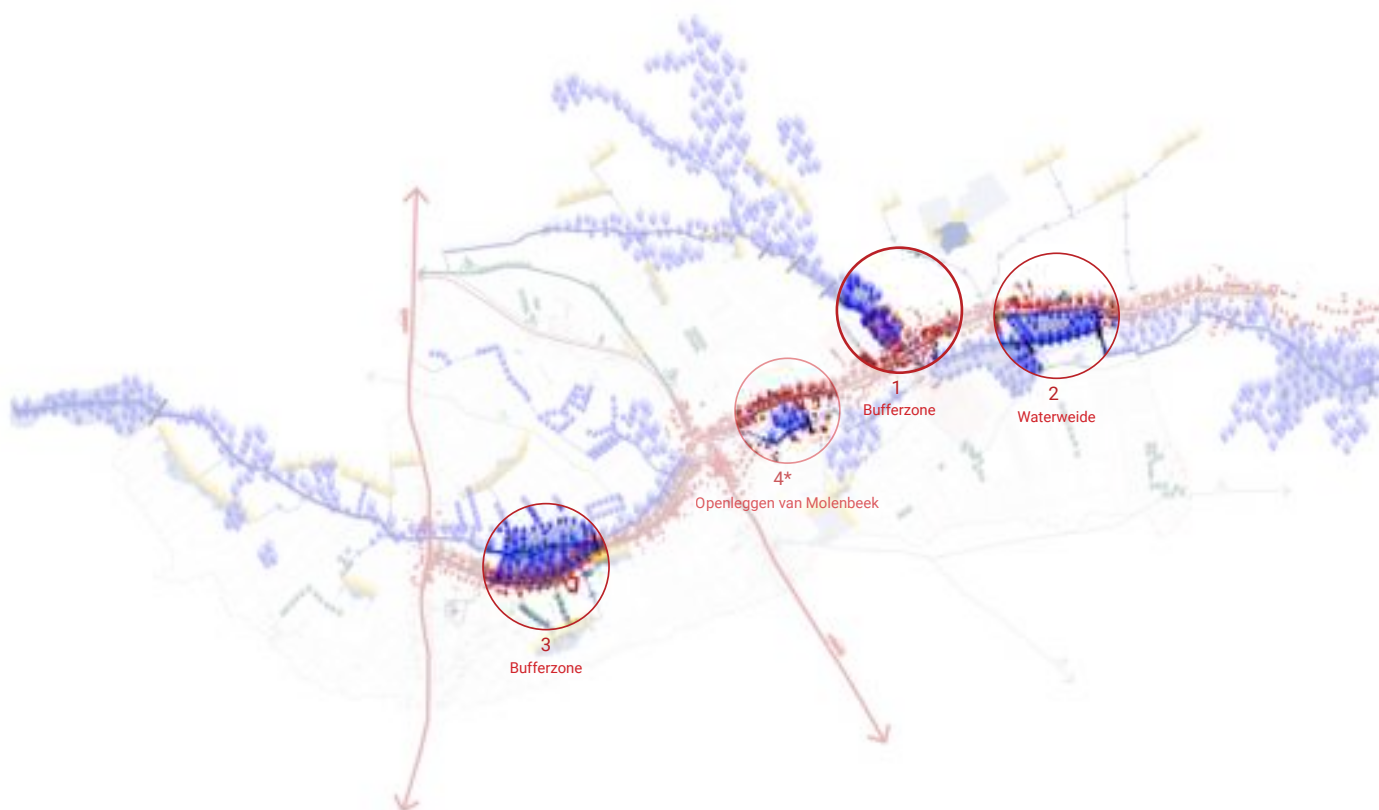 1
Bufferzone
2
Waterweide
4*
Openleggen van Molenbeek
3
Bufferzone